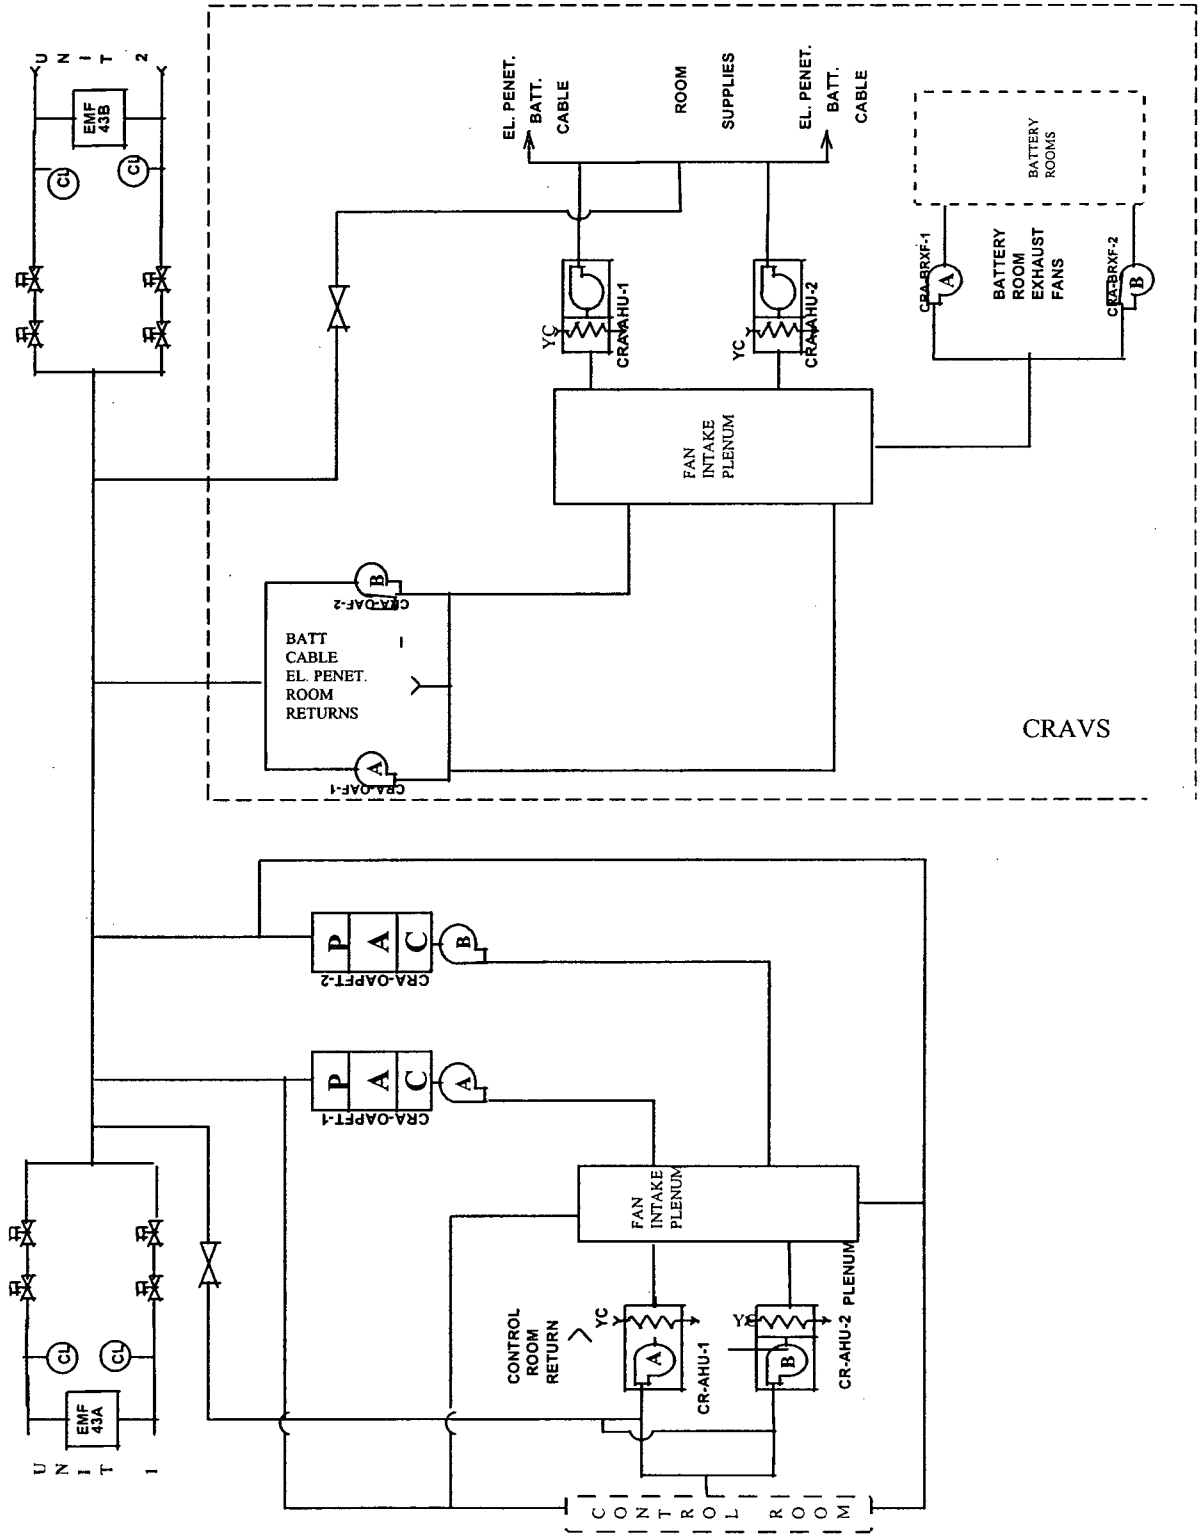 UNIT 2
EMF
43B
CL
CL
EL. PENET.
BATT.
CABLE
ROOM
SUPPLIES
EL. PENET.
BATT.
CABLE
BATTERY
ROOMS
CRA-BRXF-1
A
BATTERY
ROOM
EXHAUST
FANS
CRA-BRXF-2
B
YC
CRA-AHU-1
YC
CRA-AHU-2
FAN
INTAKE
PLENUM
B
CRA-OAF-2
BATT
CABLE
EL. PENET.
ROOM
RETURNS
A
CRA-OAF-1
CRAVS
P
A
C
B
CRA-OAPFT-2
P
A
C
A
CRA-OAPFT-1
FAN
INTAKE
PLENUM
CONTROL
ROOM
RETURN
YC
A
CR-AHU-1
YC
B
CR-AHU-2 PLENUM
CL
CL
EMF
43A
UNIT 1
CONTROL ROOM